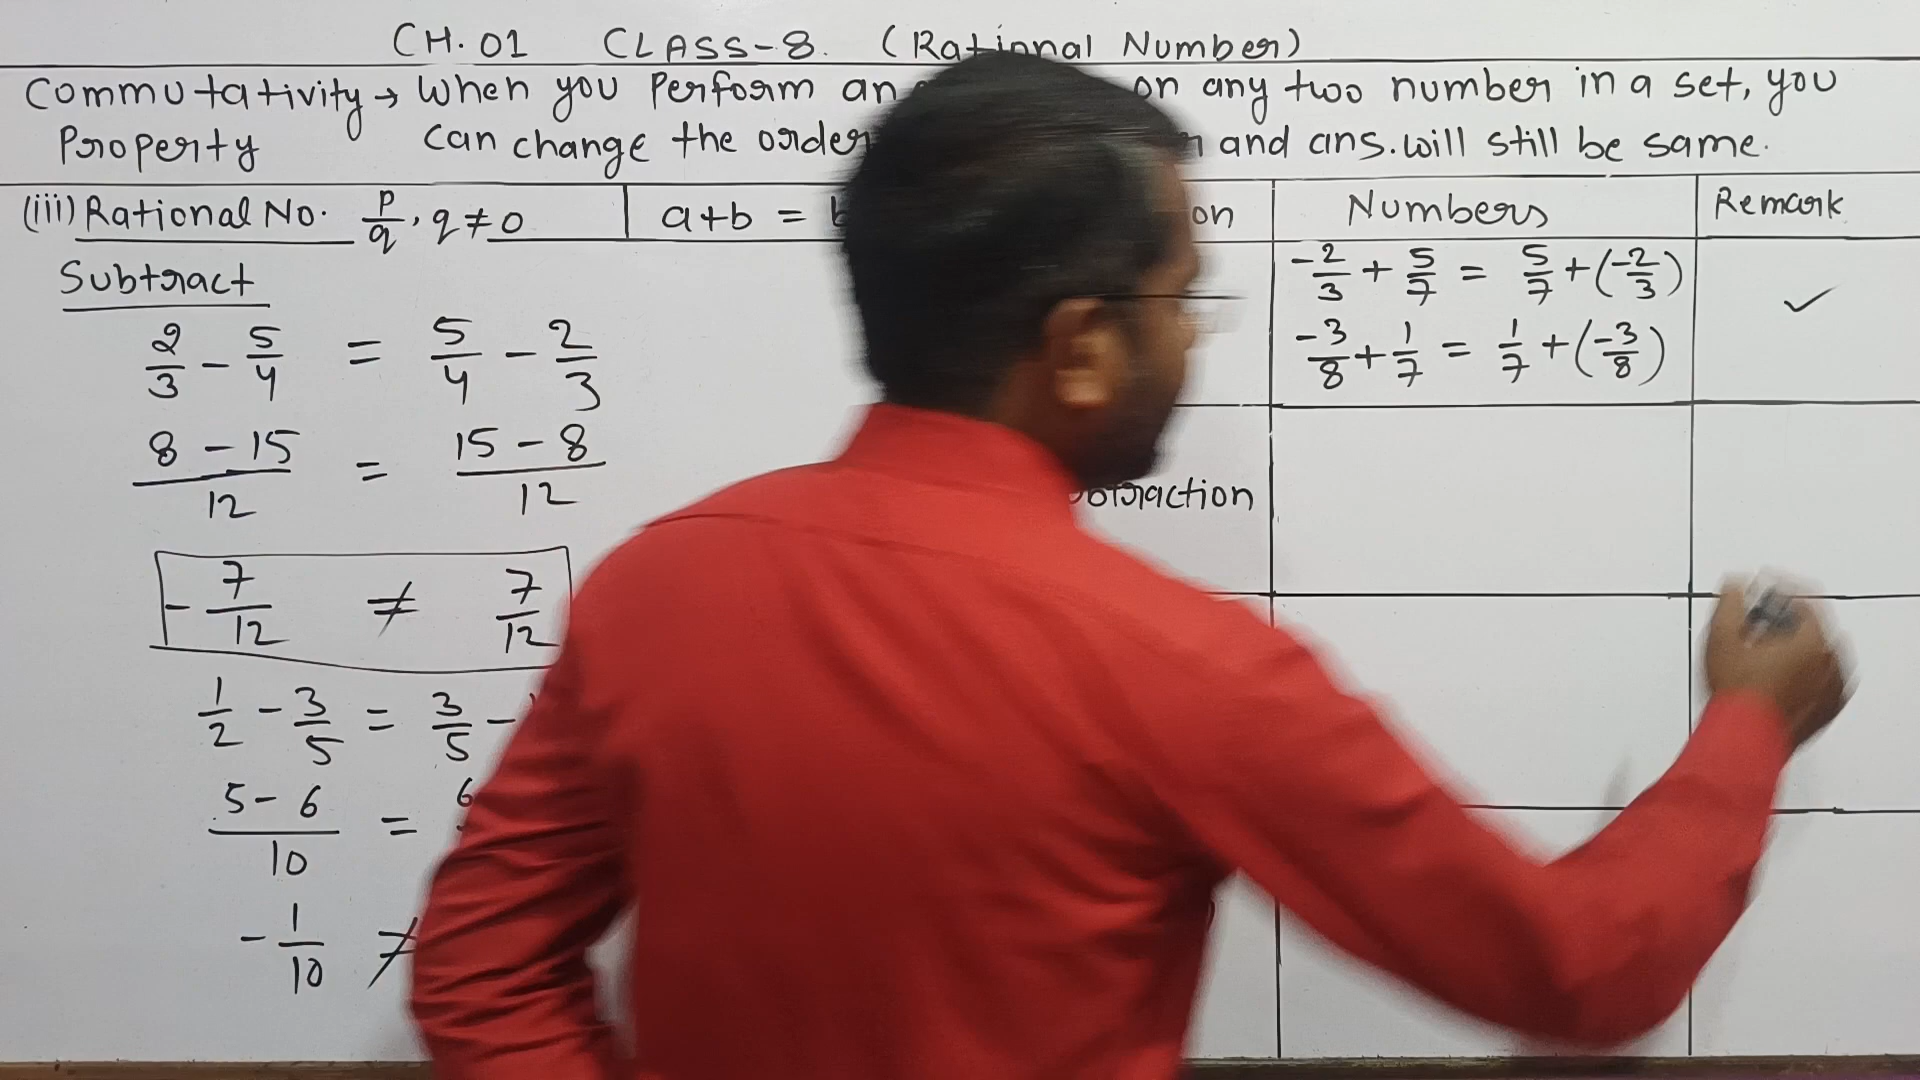 CH.01 CLASS-8. (Rational Number)
Commutativity → When you Perform an on any two number in a set, you
Property can change the order and ans. will still be same.
(iii) Rational No. p/q, q ≠ 0 a+b = on Numbers Remark
Subtract
-2/3 + 5/7 = 5/7 + (-2/3) ✓
2/3 - 5/4 = 5/4 - 2/3
-3/8 + 1/7 = 1/7 + (-3/8)
8 - 15/12 = 15 - 8/12
btraction
-7/12 ≠ 7/12
1/2 - 3/5 = 3/5 -
5 - 6/10 = 6
-1/10 ≠